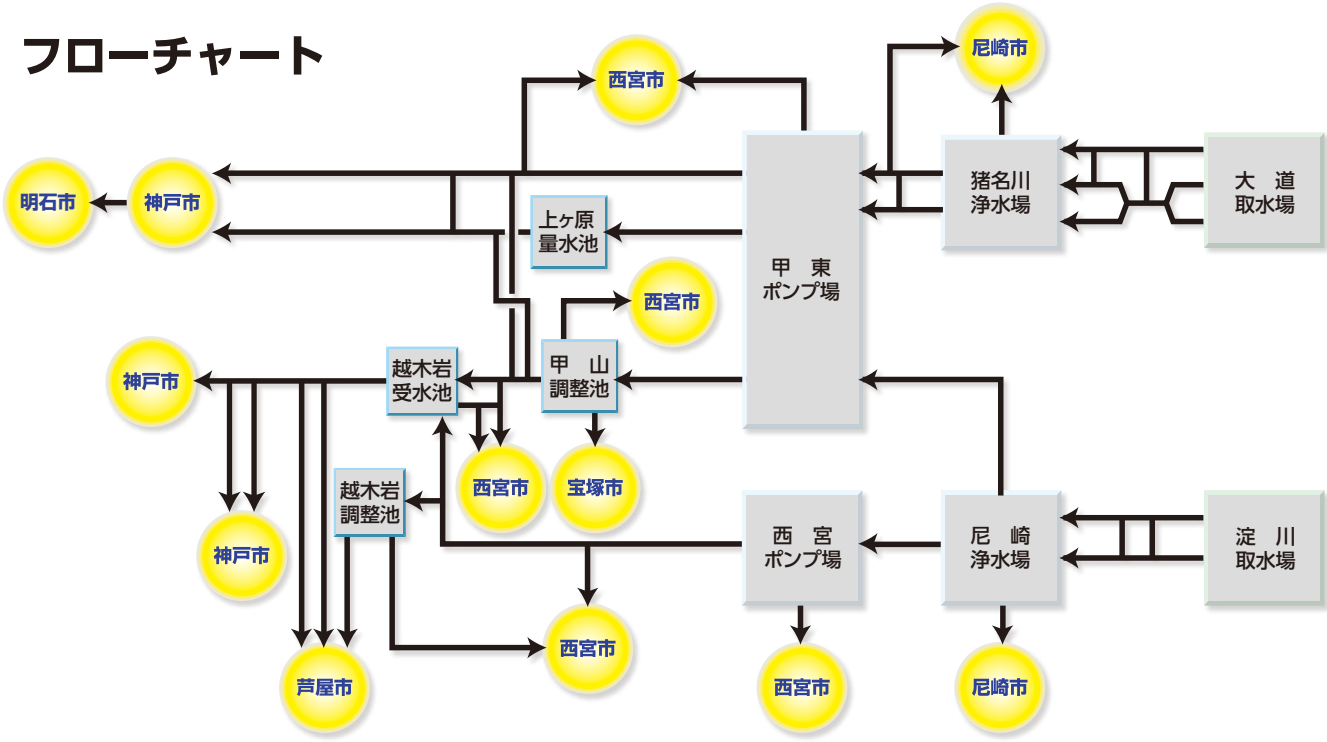 フローチャート
尼崎市
西宮市
明石市
神戸市
猪名川
浄水場
大　道
取水場
上ヶ原
量水池
甲　東
ポンプ場
西宮市
神戸市
越木岩
受水池
甲　山
調整池
西宮市
宝塚市
越木岩
調整池
西　宮
ポンプ場
尼　崎
浄水場
淀　川
取水場
神戸市
西宮市
芦屋市
西宮市
尼崎市